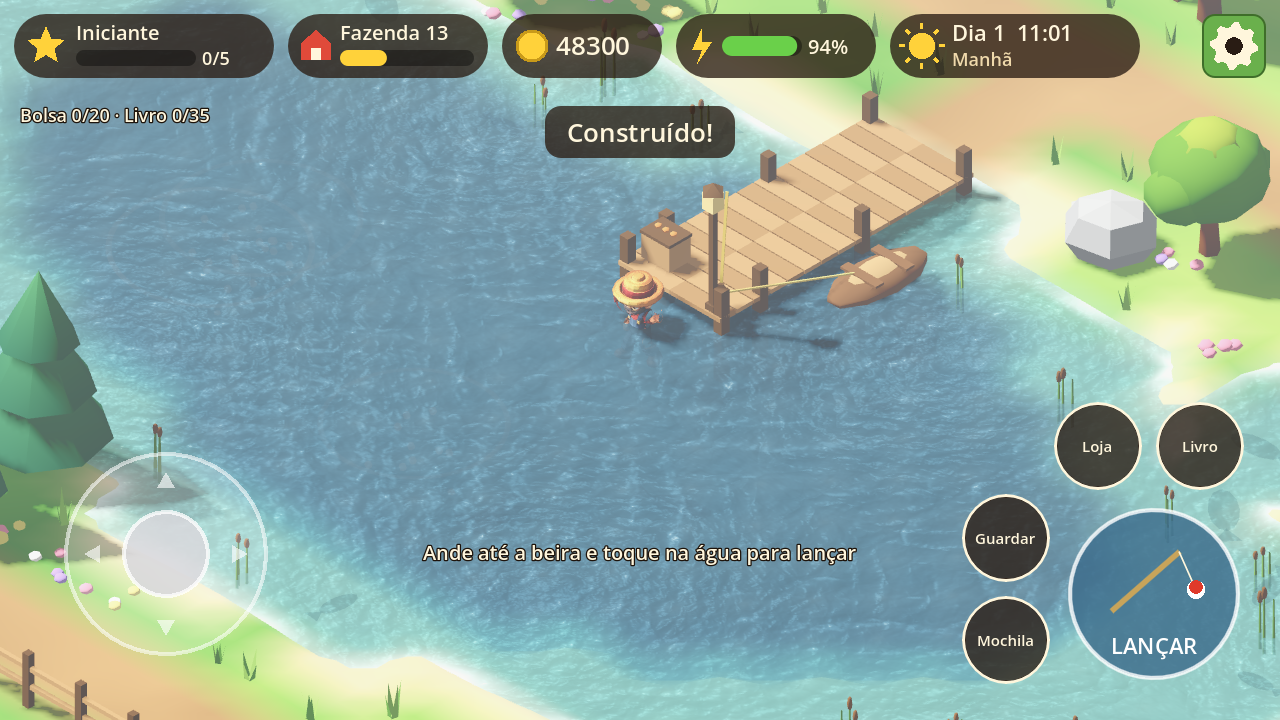 Iniciante
0/5
Fazenda 13
48300
94%
Dia 1 11:01
Manhã
Bolsa 0/20 · Livro 0/35
Construído!
Loja
Livro
Guardar
Ande até a beira e toque na água para lançar
Mochila
LANÇAR